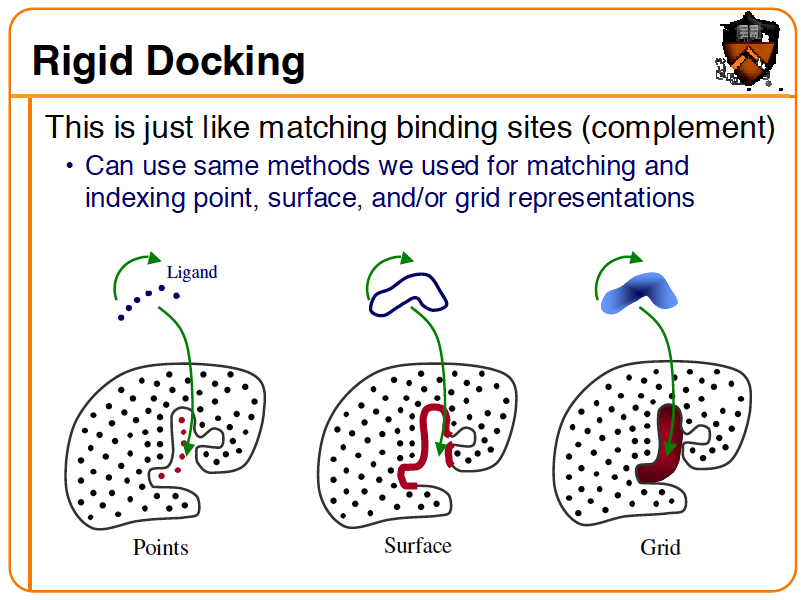 Rigid Docking
This is just like matching binding sites (complement)
• Can use same methods we used for matching and
indexing point, surface, and/or grid representations
Ligand
Points
Surface
Grid